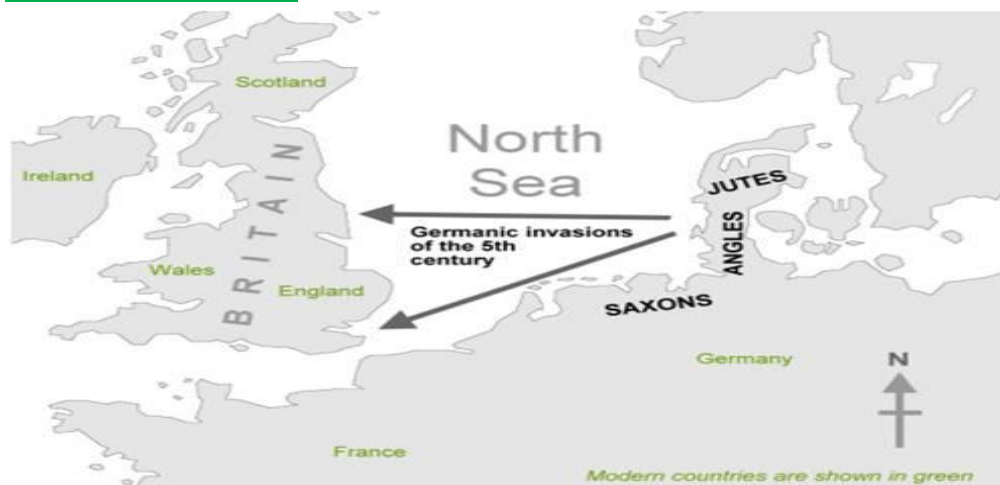 Scotland
North
Sea
Ireland
BRITAIN
JUTES
ANGLES
Germanic invasions
of the 5th
century
Wales
England
SAXONS
Germany
N
France
Modern countries are shown in green